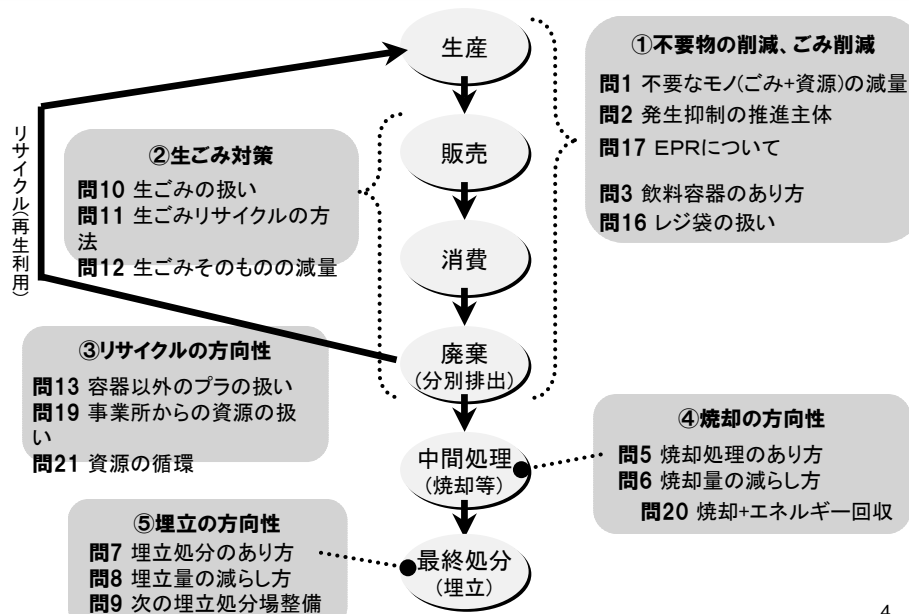 生産
販売
消費
廃棄
(分別排出)
中間処理
(焼却等)
最終処分
(埋立)
リサイクル(再生利用)
①不要物の削減、ごみ削減
問1 不要なモノ(ごみ+資源)の減量
問2 発生抑制の推進主体
問17 EPRについて
問3 飲料容器のあり方
問16 レジ袋の扱い
②生ごみ対策
問10 生ごみの扱い
問11 生ごみリサイクルの方
法
問12 生ごみそのものの減量
③リサイクルの方向性
問13 容器以外のプラの扱い
問19 事業所からの資源の扱
い
問21 資源の循環
④焼却の方向性
問5 焼却処理のあり方
問6 焼却量の減らし方
問20 焼却+エネルギー回収
⑤埋立の方向性
問7 埋立処分のあり方
問8 埋立量の減らし方
問9 次の埋立処分場整備
4